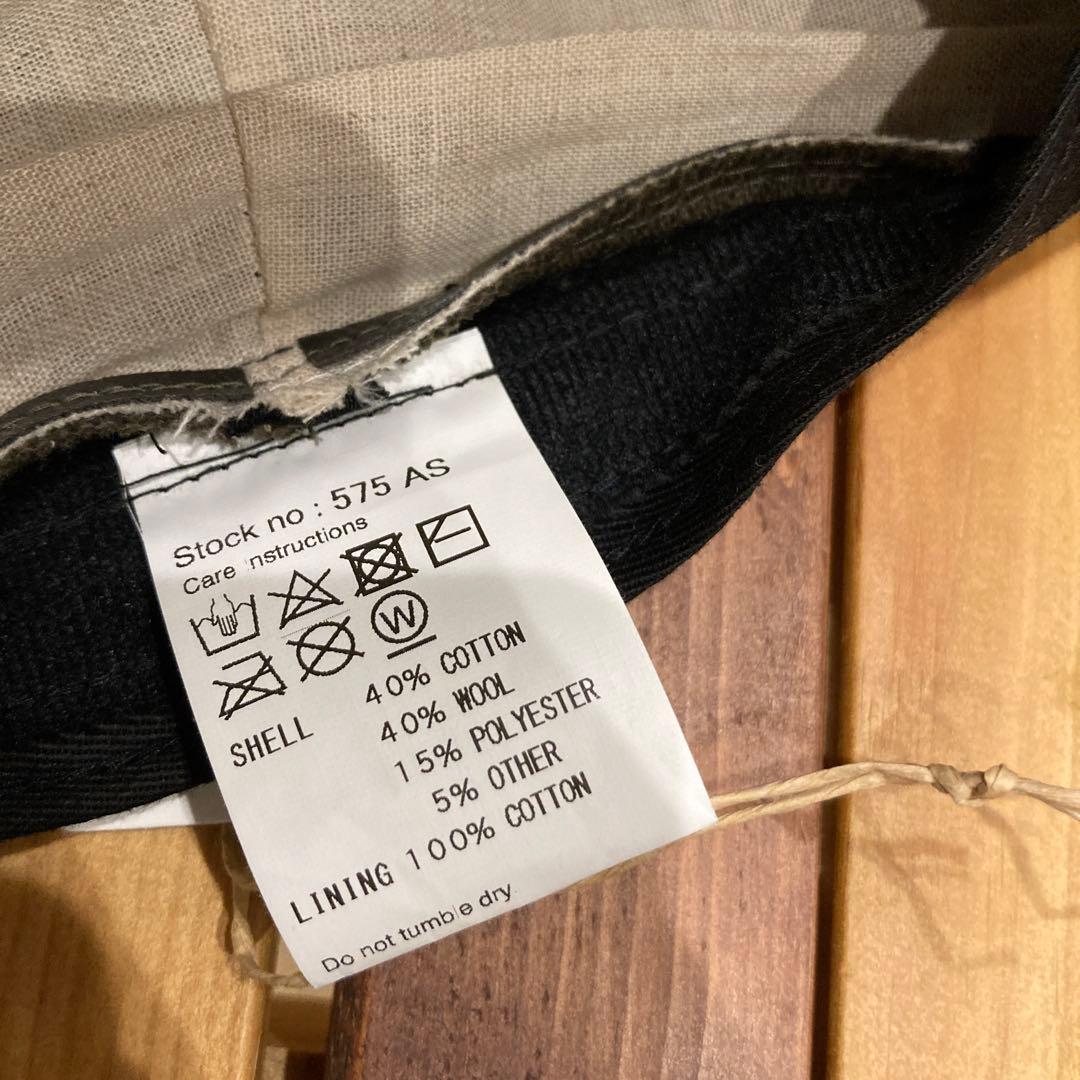 Stock no : 575 AS
Care Instructions
W
SHELL 40% COTTON
40% WOOL
15% POLYESTER
5% OTHER
LINING 100% COTTON
Do not tumble dry